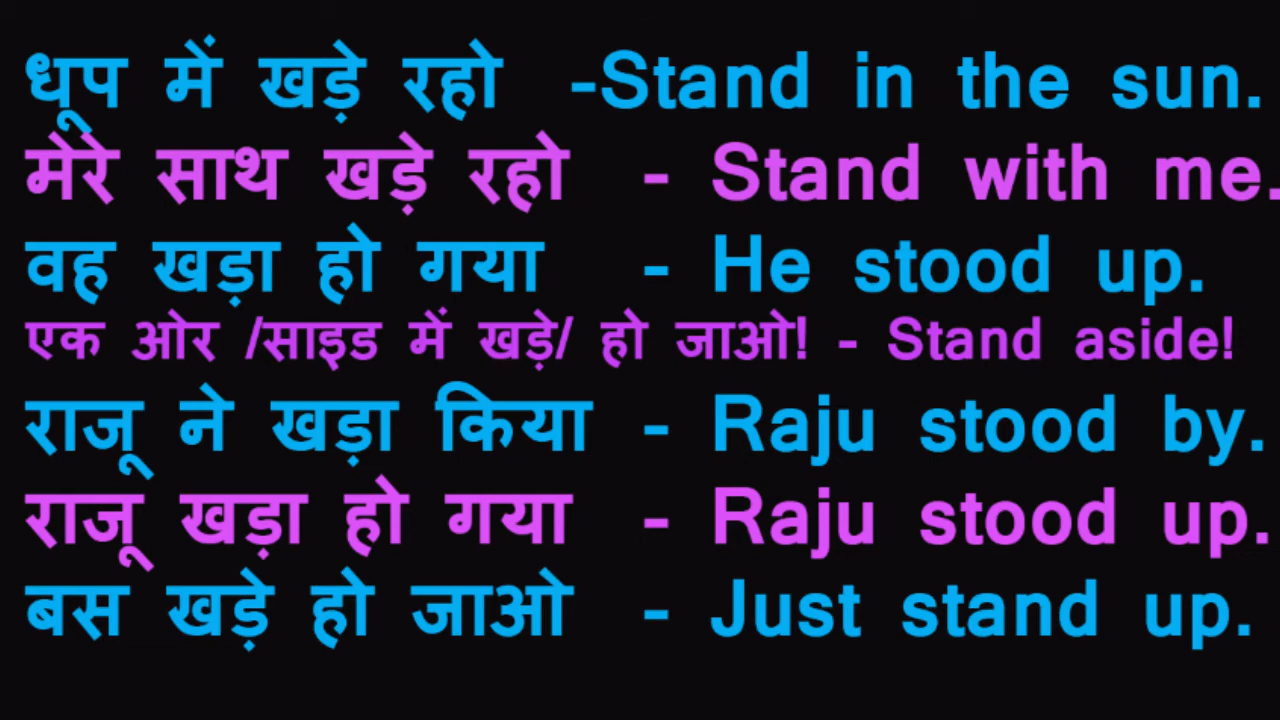 धूप में खड़े रहो -Stand in the sun.
मेरे साथ खड़े रहो - Stand with me.
वह खड़ा हो गया - He stood up.
एक ओर /साइड में खड़े/ हो जाओ! - Stand aside!
राजू ने खड़ा किया - Raju stood by.
राजू खड़ा हो गया - Raju stood up.
बस खड़े हो जाओ - Just stand up.